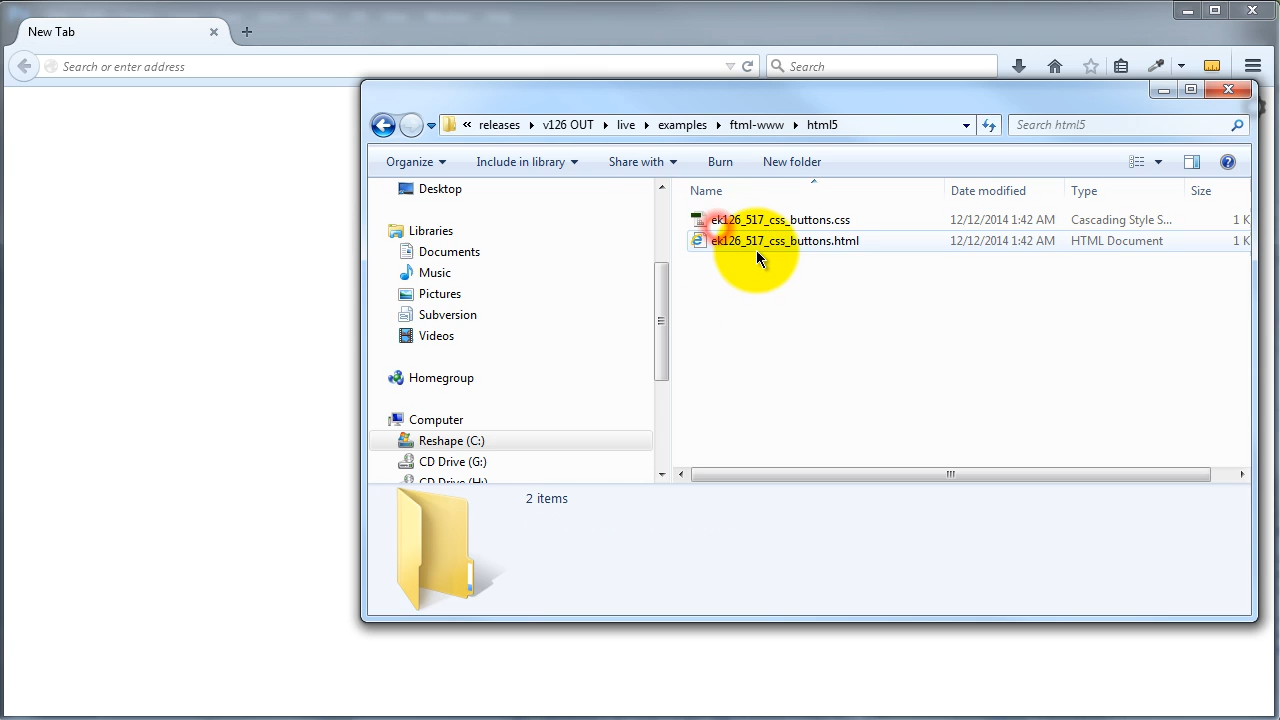 New Tab
Search or enter address
Search
« releases v126 OUT live examples ftml-www html5
Search html5
Organize Include in library Share with Burn New folder
Name Date modified Type Size
Desktop
ek126_517_css_buttons.css 12/12/2014 1:42 AM Cascading Style S... 1 K
Libraries
ek126_517_css_buttons.html 12/12/2014 1:42 AM HTML Document 1 K
Documents
Music
Pictures
Subversion
Videos
Homegroup
Computer
Reshape (C:)
CD Drive (G:)
CD Drive (H:)
2 items